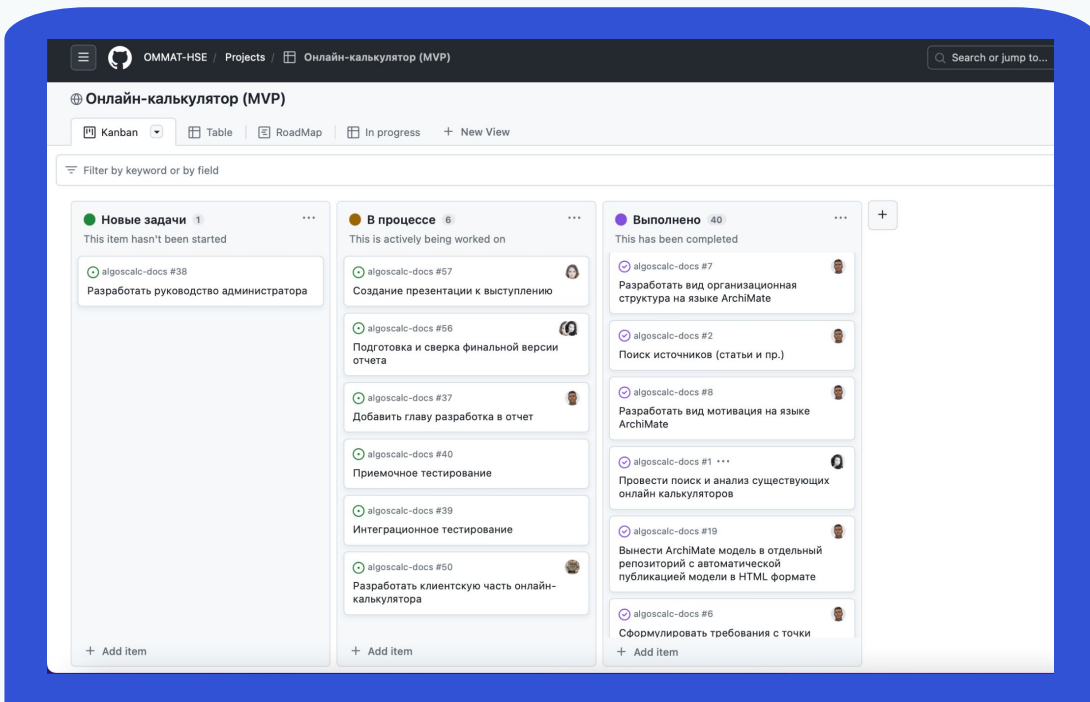 OMMAT-HSE / Projects / Онлайн-калькулятор (MVP)
Search or jump to...
Онлайн-калькулятор (MVP)
Kanban
Table
RoadMap
In progress
+ New View
Filter by keyword or by field
Новые задачи 1
This item hasn't been started
algoscalc-docs #38
Разработать руководство администратора
+ Add item
В процессе 6
This is actively being worked on
algoscalc-docs #57
Создание презентации к выступлению
algoscalc-docs #56
Подготовка и сверка финальной версии
отчета
algoscalc-docs #37
Добавить главу разработка в отчет
algoscalc-docs #40
Приемочное тестирование
algoscalc-docs #39
Интеграционное тестирование
algoscalc-docs #50
Разработать клиентскую часть онлайн-
калькулятора
+ Add item
Выполнено 40
This has been completed
algoscalc-docs #7
Разработать вид организационная
структура на языке ArchiMate
algoscalc-docs #2
Поиск источников (статьи и пр.)
algoscalc-docs #8
Разработать вид мотивация на языке
ArchiMate
algoscalc-docs #1 ···
Провести поиск и анализ существующих
онлайн калькуляторов
algoscalc-docs #19
Вынести ArchiMate модель в отдельный
репозиторий с автоматической
публикацией модели в HTML формате
algoscalc-docs #6
Сформулировать требования с точки
+ Add item